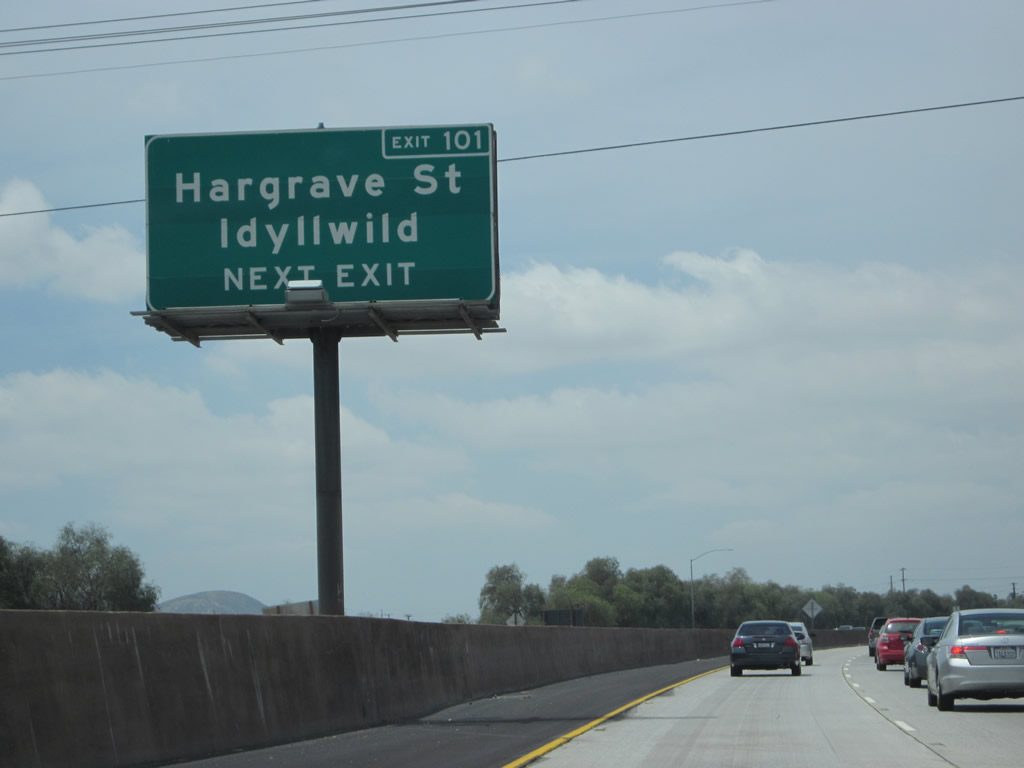 EXIT 101
Hargrave St
Idyllwild
NEXT EXIT